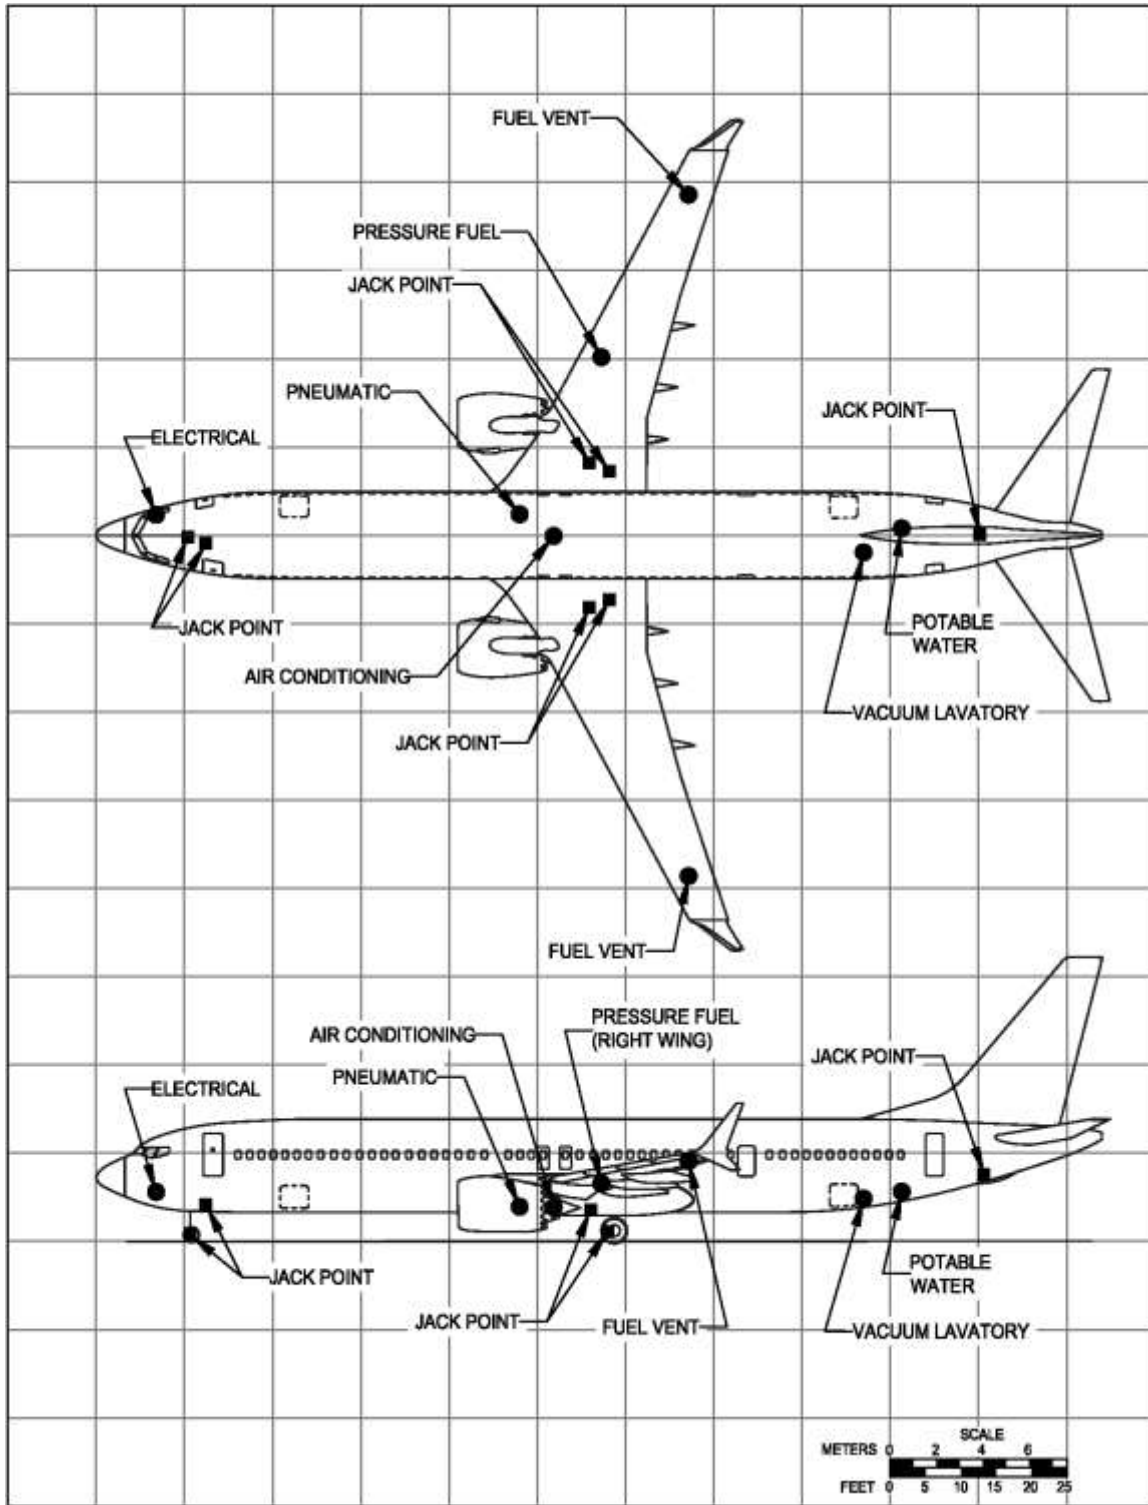 FUEL VENT
PRESSURE FUEL
JACK POINT
PNEUMATIC
JACK POINT
ELECTRICAL
JACK POINT
POTABLE
WATER
AIR CONDITIONING
VACUUM LAVATORY
JACK POINT
FUEL VENT
PRESSURE FUEL
(RIGHT WING)
AIR CONDITIONING
JACK POINT
PNEUMATIC
ELECTRICAL
POTABLE
WATER
JACK POINT
JACK POINT
FUEL VENT
VACUUM LAVATORY
SCALE
METERS 0 2 4 6
FEET 0 5 10 15 20 25